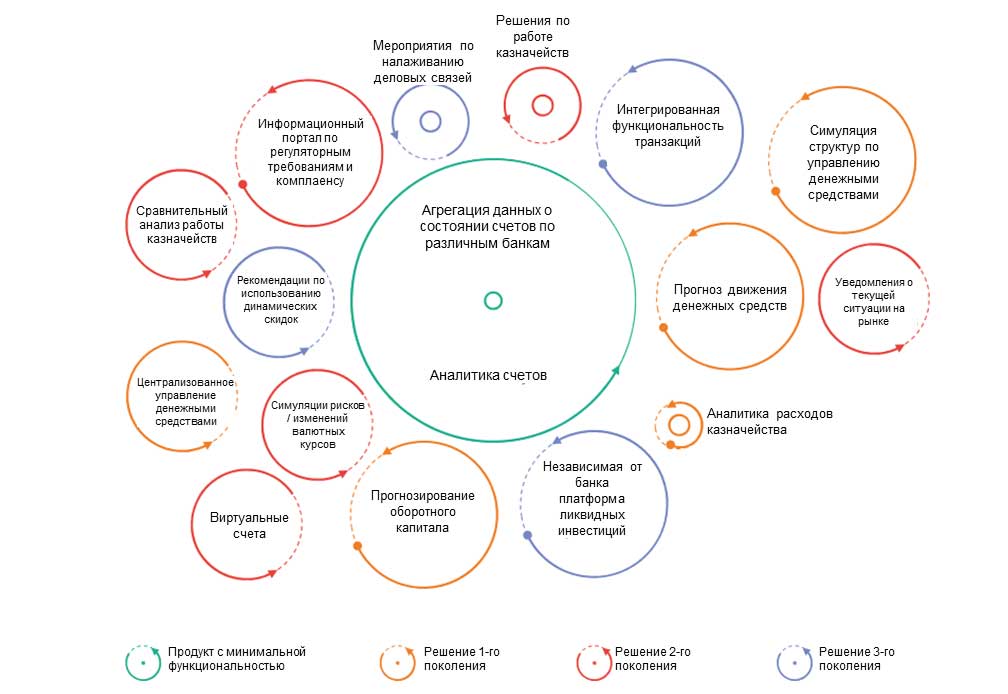 Решения по
работе
казначейств
Мероприятия по
налаживанию
деловых связей
Интегрированная
функциональность
транзакций
Информационный
портал по
регуляторным
требованиям и
комплаенсу
Симуляция
структур по
управлению
денежными
средствами
Сравнительный
анализ работы
казначейств
Агрегация данных о
состоянии счетов по
различным банкам
Рекомендации по
использованию
динамических
скидок
Прогноз движения
денежных средств
Уведомления о
текущей
ситуации на
рынке
Аналитика счетов
Централизованное
управление
денежными
средствами
Симуляции рисков
/ изменений
валютных
курсов
Аналитика расходов
казначейства
Независимая от
банка
платформа
ликвидных
инвестиций
Прогнозирование
оборотного
капитала
Виртуальные
счета
Продукт с минимальной
функциональностью
Решение 1-го
поколения
Решение 2-го
поколения
Решение 3-го
поколения